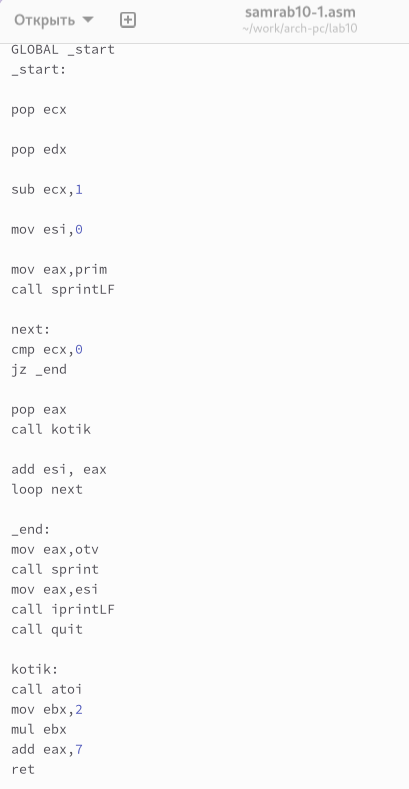 Открыть
samrab10-1.asm
~/work/arch-pc/lab10
GLOBAL _start
_start:
pop ecx
pop edx
sub ecx,1
mov esi,0
mov eax,prim
call sprintLF
next:
cmp ecx,0
jz _end
pop eax
call kotik
add esi, eax
loop next
_end:
mov eax,otv
call sprint
mov eax,esi
call iprintLF
call quit
kotik:
call atoi
mov ebx,2
mul ebx
add eax,7
ret